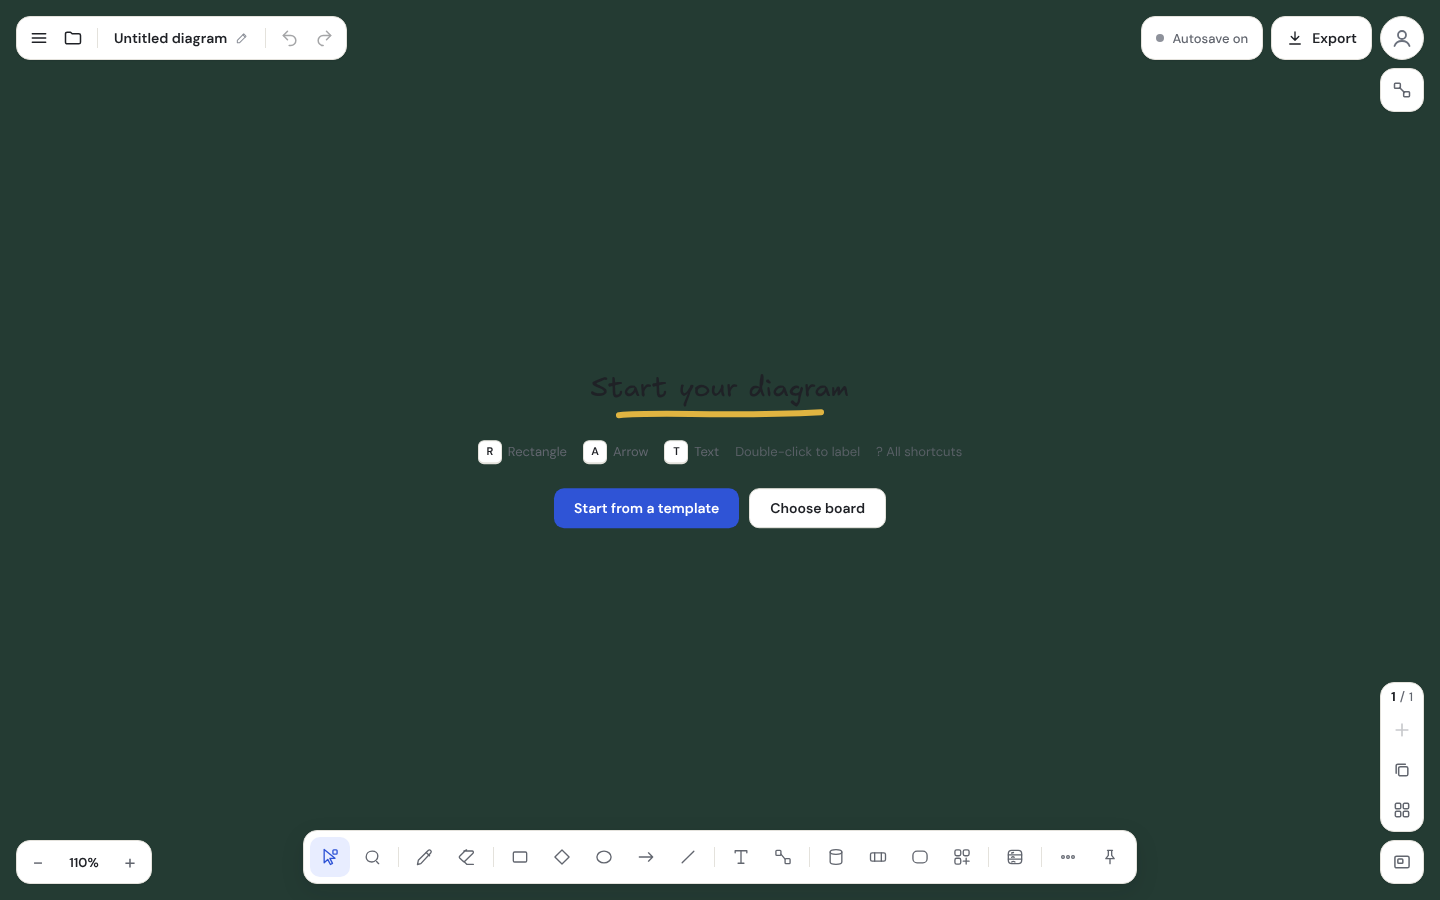 Untitled diagram
Autosave on
Export
1 / 1
Start your diagram
R Rectangle A Arrow T Text Double-click to label ? All shortcuts
Start from a template Choose board
110%